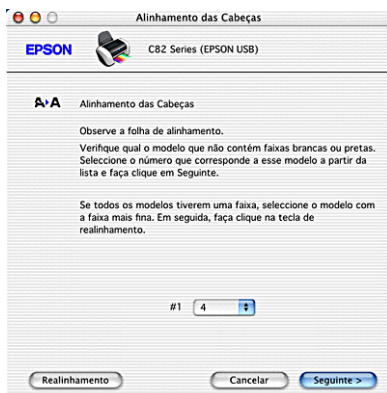 Alinhamento das Cabeças
EPSON
C82 Series (EPSON USB)
A▸A Alinhamento das Cabeças
Observe a folha de alinhamento.
Verifique qual o modelo que não contém faixas brancas ou pretas.
Seleccione o número que corresponde a esse modelo a partir da
lista e faça clique em Seguinte.
Se todos os modelos tiverem uma faixa, seleccione o modelo com
a faixa mais fina. Em seguida, faça clique na tecla de
realinhamento.
#1 4
Realinhamento Cancelar Seguinte >